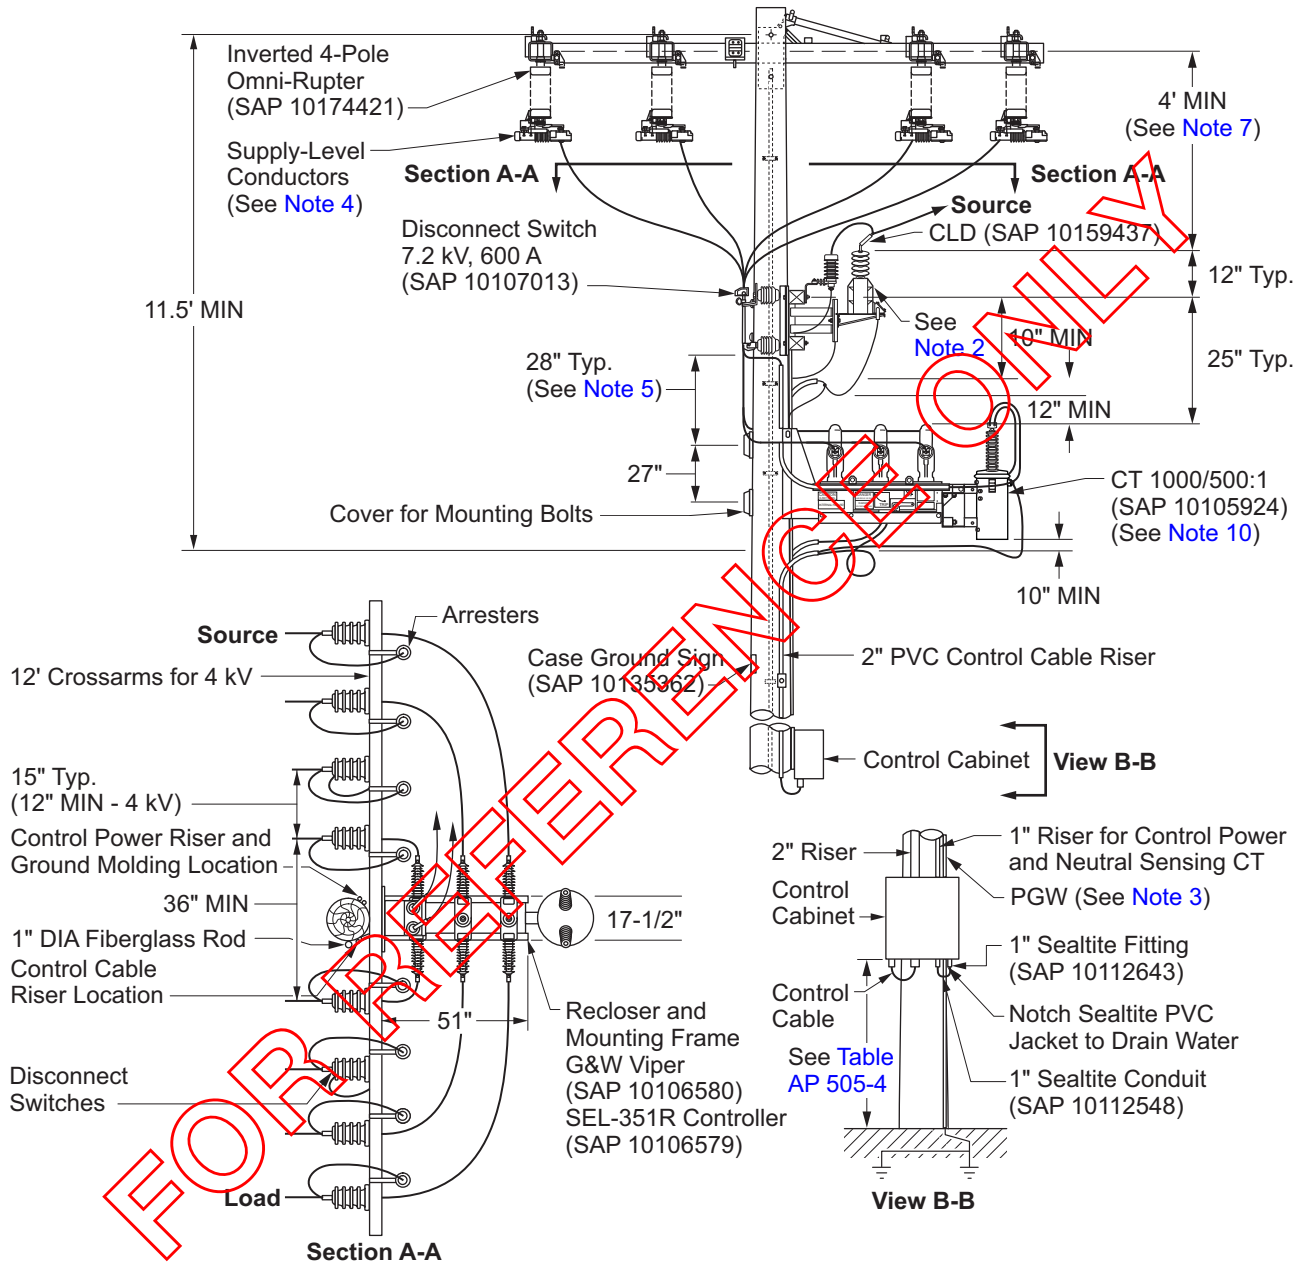 Inverted 4-Pole
Omni-Rupter
(SAP 10174421)
Supply-Level
Conductors
(See Note 4)
4' MIN
(See Note 7)
Section A-A
Section A-A
Source
CLD (SAP 10159437)
Disconnect Switch
7.2 kV, 600 A
(SAP 10107013)
12" Typ.
11.5' MIN
See
Note 2
10" MIN
25" Typ.
28" Typ.
(See Note 5)
12" MIN
27"
Cover for Mounting Bolts
CT 1000/500:1
(SAP 10105924)
(See Note 10)
10" MIN
Arresters
Source
12' Crossarms for 4 kV
Case Ground Sign
(SAP 10135362)
2" PVC Control Cable Riser
Control Cabinet
View B-B
15" Typ.
(12" MIN - 4 kV)
Control Power Riser and
Ground Molding Location
36" MIN
1" DIA Fiberglass Rod
Control Cable
Riser Location
17-1/2"
51"
Recloser and
Mounting Frame
G&W Viper
(SAP 10106580)
SEL-351R Controller
(SAP 10106579)
Disconnect
Switches
Load
Section A-A
2" Riser
Control
Cabinet
1" Riser for Control Power
and Neutral Sensing CT
PGW (See Note 3)
1" Sealtite Fitting
(SAP 10112643)
Control
Cable
Notch Sealtite PVC
Jacket to Drain Water
See Table
AP 505-4
1" Sealtite Conduit
(SAP 10112548)
View B-B
FOR REFERENCE ONLY